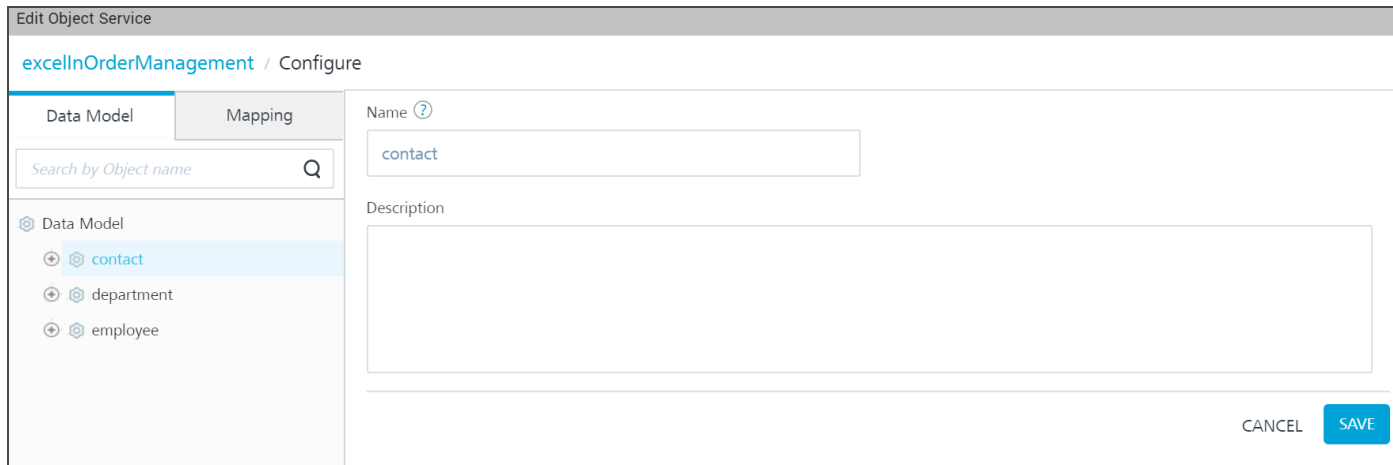 Edit Object Service
excelInOrderManagement / Configure
Data Model
Mapping
Search by Object name
Data Model
contact
department
employee
Name ?
contact
Description
CANCEL
SAVE